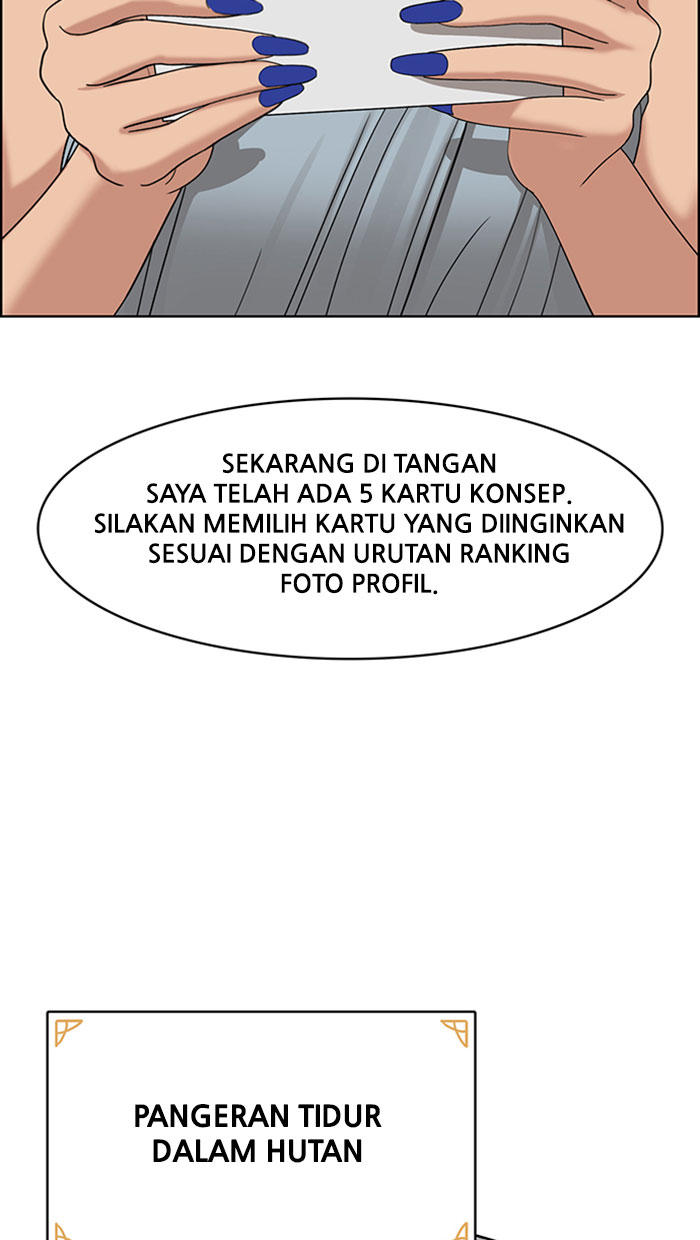 SEKARANG DI TANGAN
SAYA TELAH ADA 5 KARTU KONSEP.
SILAKAN MEMILIH KARTU YANG DIINGINKAN
SESUAI DENGAN URUTAN RANKING
FOTO PROFIL.
PANGERAN TIDUR
DALAM HUTAN